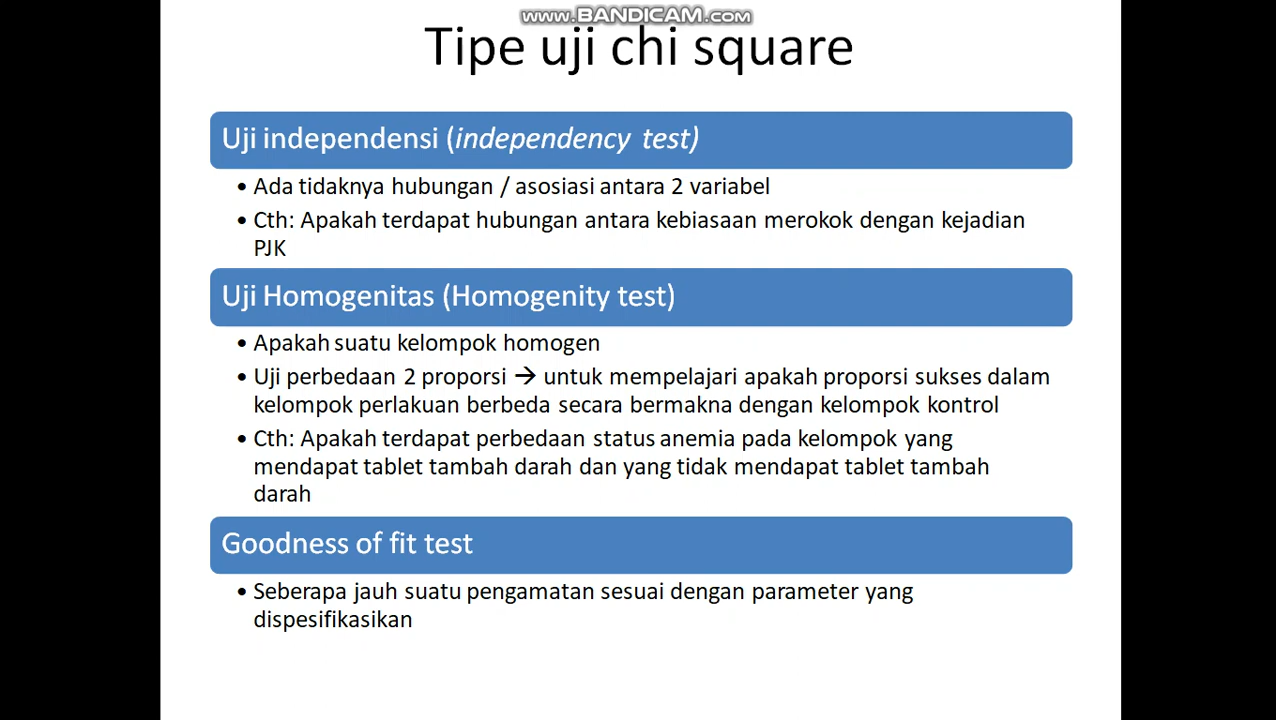 www.BANDICAM.com
Tipe uji chi square
Uji independensi (independency test)
• Ada tidaknya hubungan / asosiasi antara 2 variabel
• Cth: Apakah terdapat hubungan antara kebiasaan merokok dengan kejadian
PJK
Uji Homogenitas (Homogenity test)
• Apakah suatu kelompok homogen
• Uji perbedaan 2 proporsi → untuk mempelajari apakah proporsi sukses dalam
kelompok perlakuan berbeda secara bermakna dengan kelompok kontrol
• Cth: Apakah terdapat perbedaan status anemia pada kelompok yang
mendapat tablet tambah darah dan yang tidak mendapat tablet tambah
darah
Goodness of fit test
• Seberapa jauh suatu pengamatan sesuai dengan parameter yang
dispesifikasikan